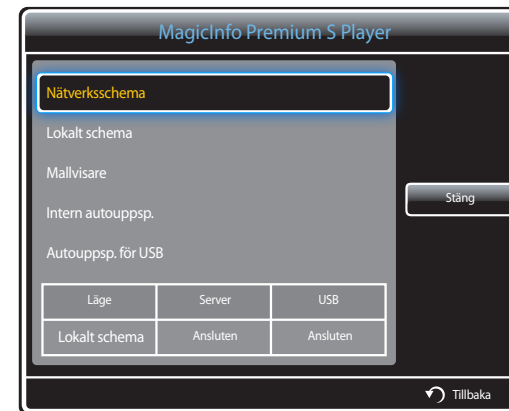 MagicInfo Premium S Player
Nätverksschema
Lokalt schema
Mallvisare
Intern autouppsp.
Autouppsp. för USB
Stäng
Läge Server USB
Lokalt schema Ansluten Ansluten
Tillbaka